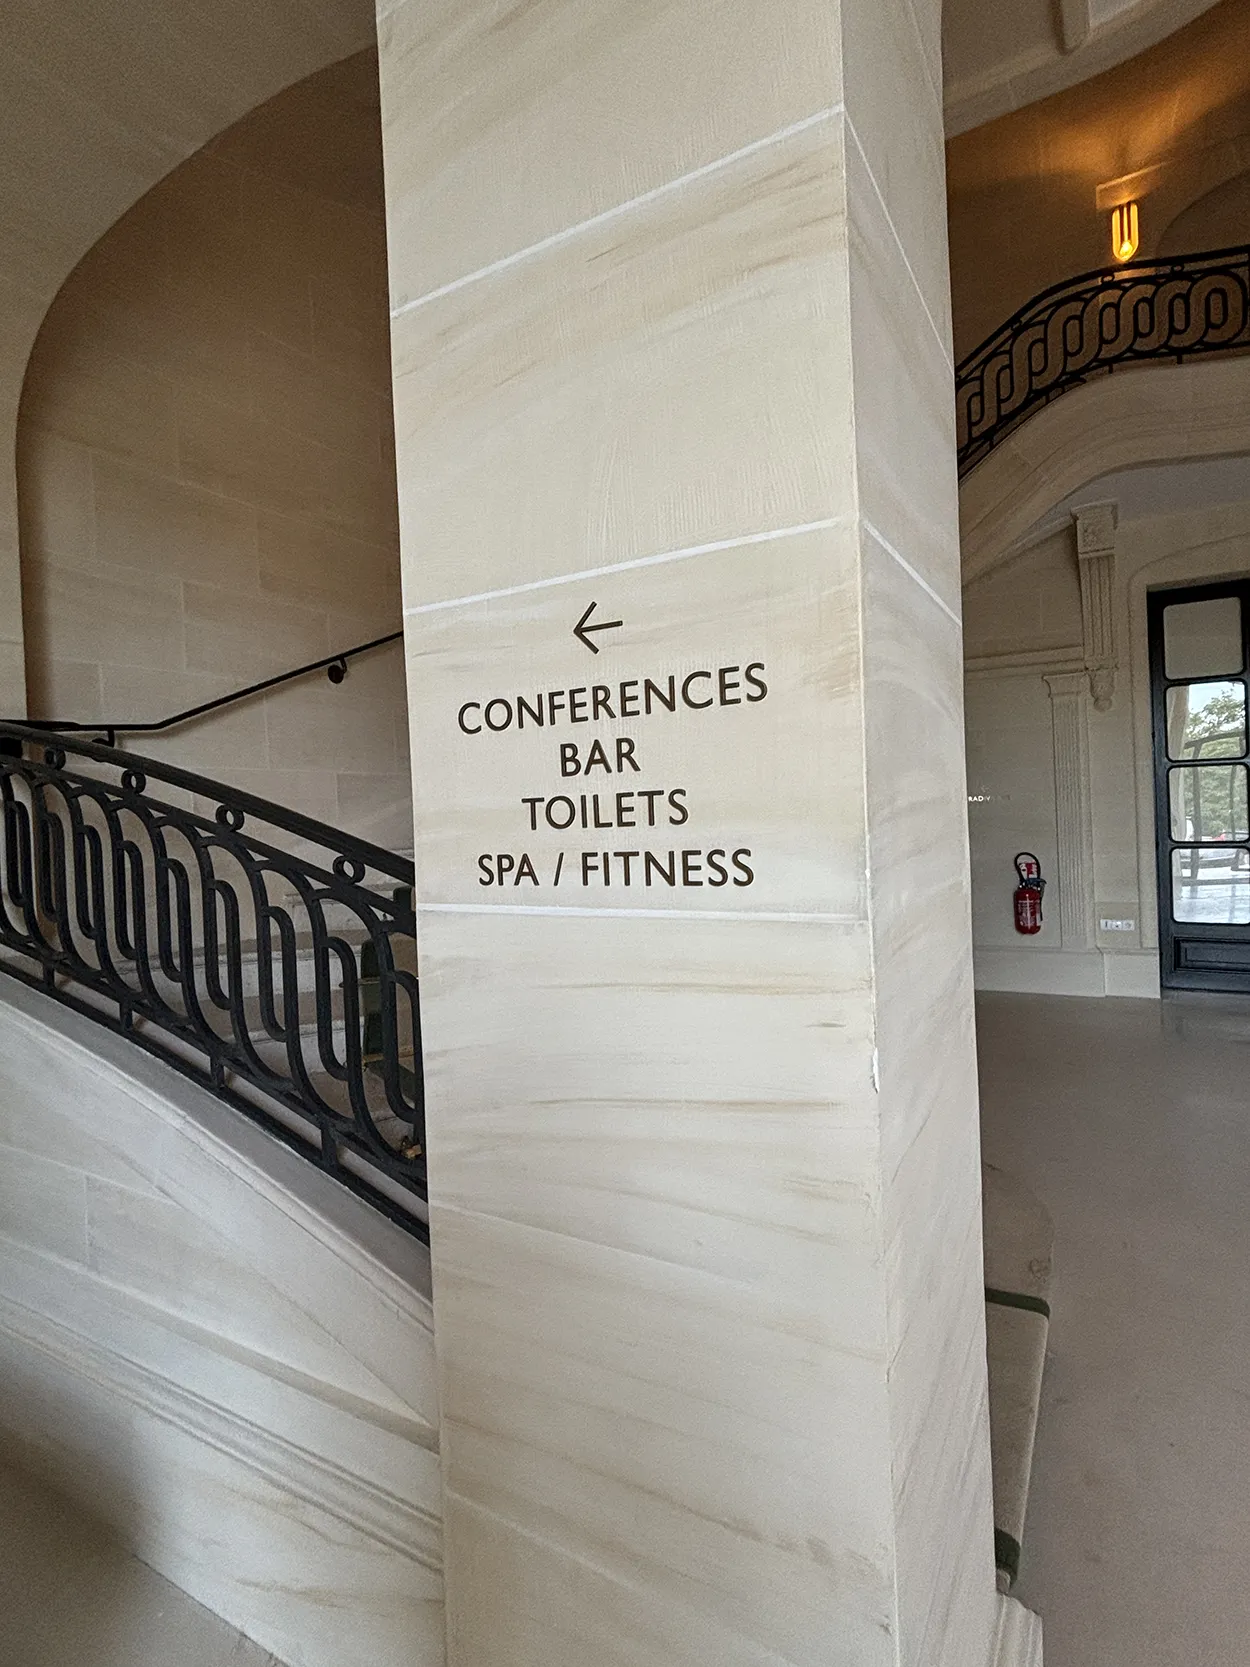 ←
CONFERENCES
BAR
TOILETS
SPA / FITNESS